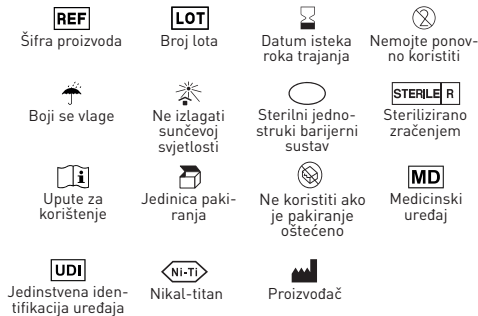 REF
LOT
Šifra proizvoda
Broj lota
Datum isteka
roka trajanja
Nemojte ponov-
no koristiti
2
STERILE R
Boji se vlage
Ne izlagati
sunčevoj
svjetlosti
Sterilni jedno-
struki barijerni
sustav
Sterilizirano
zračenjem
i
MD
Upute za
korištenje
Jedinica paki-
ranja
Ne koristiti ako
je pakiranje
oštećeno
Medicinski
uređaj
UDI
Ni-Ti
Jedinstvena iden-
tifikacija uređaja
Nikal-titan
Proizvođač